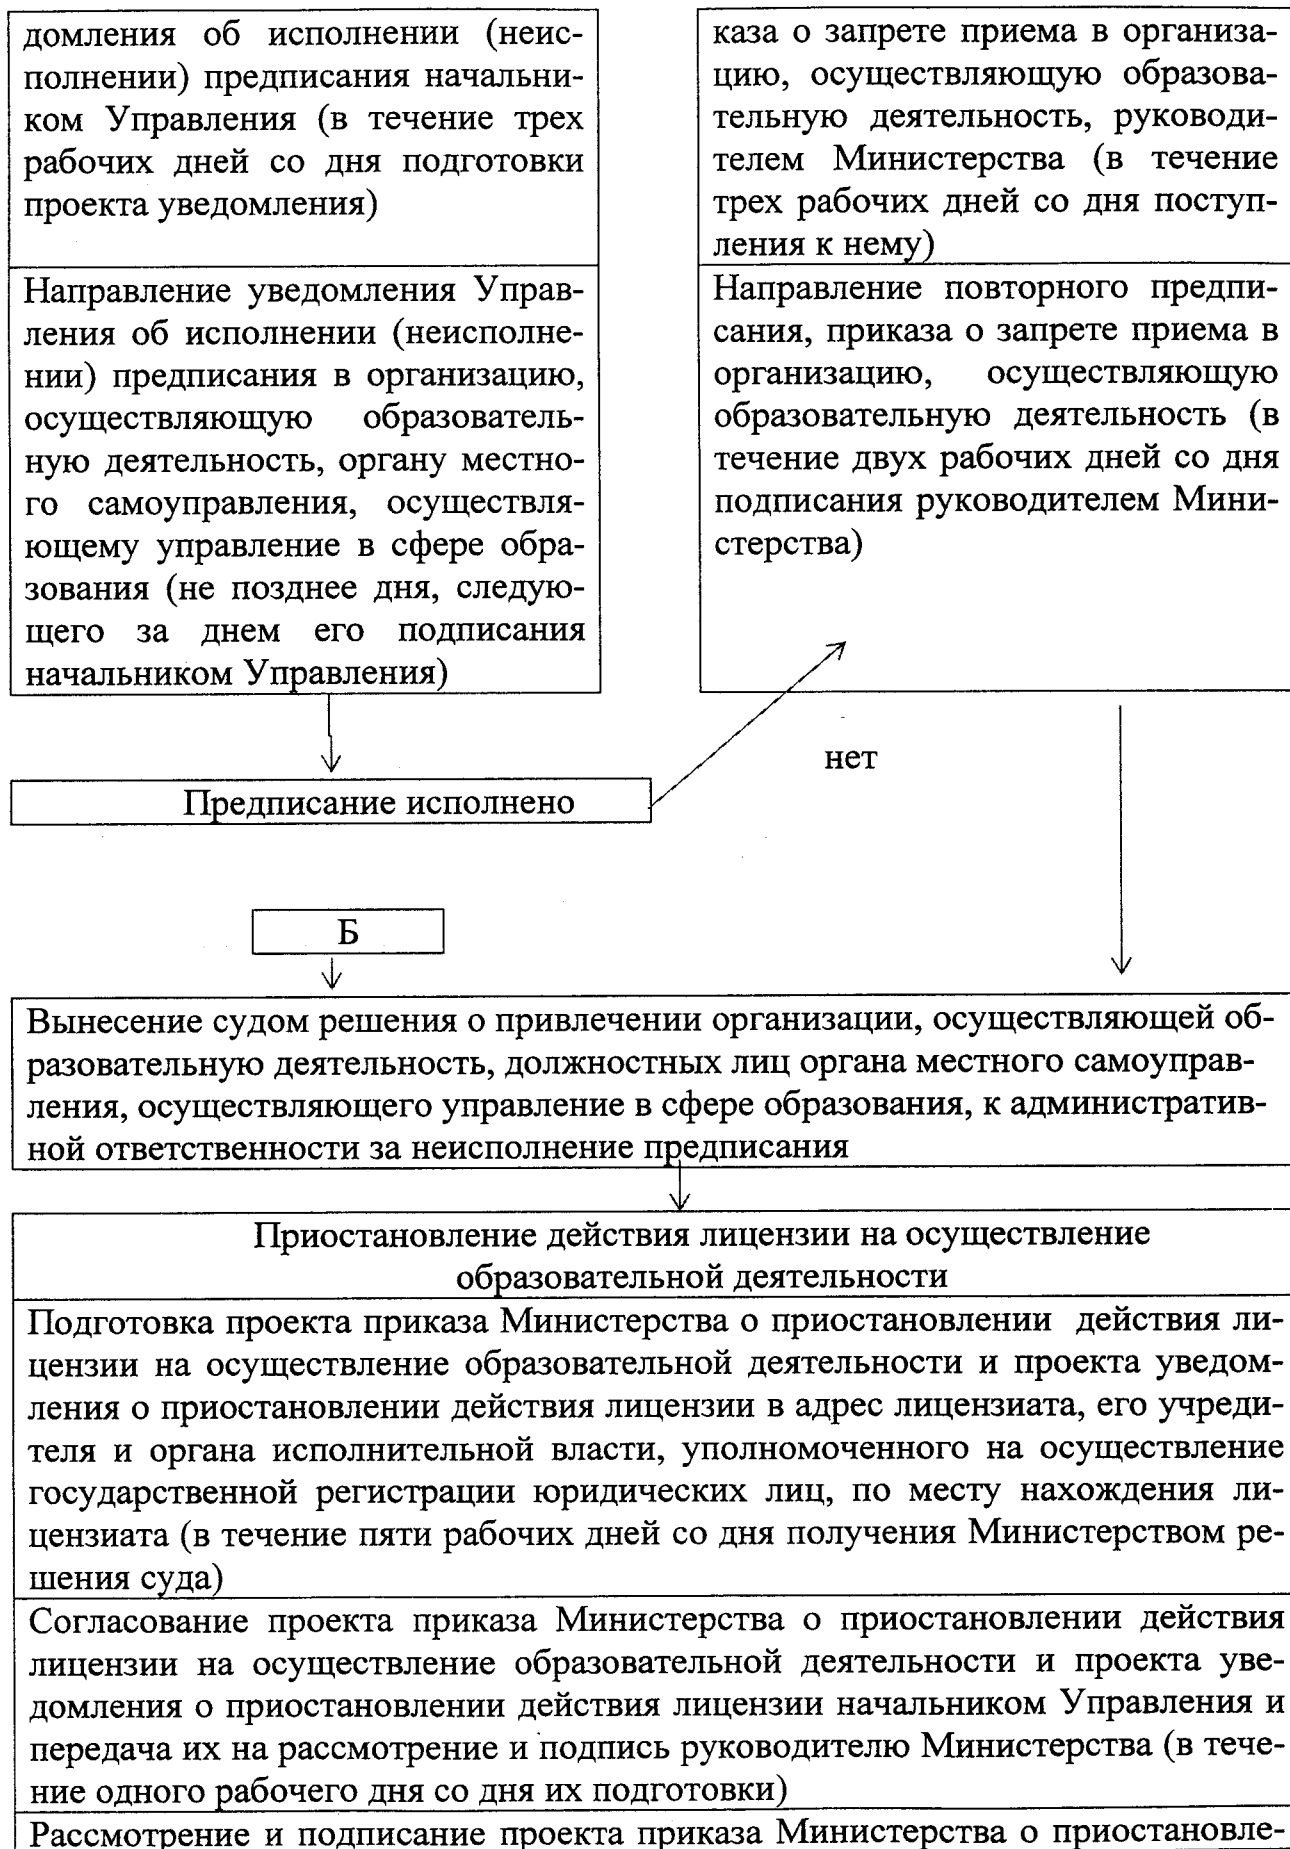 домления об исполнении (неис-
полнении) предписания начальни-
ком Управления (в течение трех
рабочих дней со дня подготовки
проекта уведомления)
Направление уведомления Управ-
ления об исполнении (неисполне-
нии) предписания в организацию,
осуществляющую образователь-
ную деятельность, органу местно-
го самоуправления, осуществля-
ющему управление в сфере обра-
зования (не позднее дня, следую-
щего за днем его подписания
начальником Управления)
каза о запрете приема в организа-
цию, осуществляющую образова-
тельную деятельность, руководи-
телем Министерства (в течение
трех рабочих дней со дня поступ-
ления к нему)
Направление повторного предпи-
сания, приказа о запрете приема в
организацию, осуществляющую
образовательную деятельность (в
течение двух рабочих дней со дня
подписания руководителем Мини-
стерства)
нет
Предписание исполнено
Б
Вынесение судом решения о привлечении организации, осуществляющей об-
разовательную деятельность, должностных лиц органа местного самоуправ-
ления, осуществляющего управление в сфере образования, к административ-
ной ответственности за неисполнение предписания
Приостановление действия лицензии на осуществление
образовательной деятельности
Подготовка проекта приказа Министерства о приостановлении действия ли-
цензии на осуществление образовательной деятельности и проекта уведом-
ления о приостановлении действия лицензии в адрес лицензиата, его учреди-
теля и органа исполнительной власти, уполномоченного на осуществление
государственной регистрации юридических лиц, по месту нахождения ли-
цензиата (в течение пяти рабочих дней со дня получения Министерством ре-
шения суда)
Согласование проекта приказа Министерства о приостановлении действия
лицензии на осуществление образовательной деятельности и проекта уве-
домления о приостановлении действия лицензии начальником Управления и
передача их на рассмотрение и подпись руководителю Министерства (в тече-
ние одного рабочего дня со дня их подготовки)
Рассмотрение и подписание проекта приказа Министерства о приостановле-